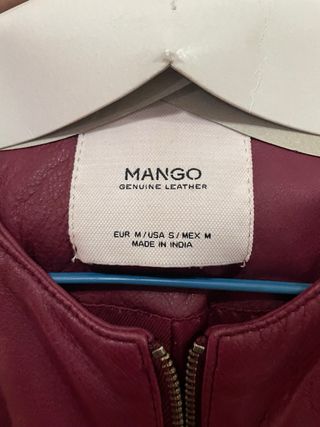 MANGO
GENUINE LEATHER
EUR M / USA S / MEX M
MADE IN INDIA